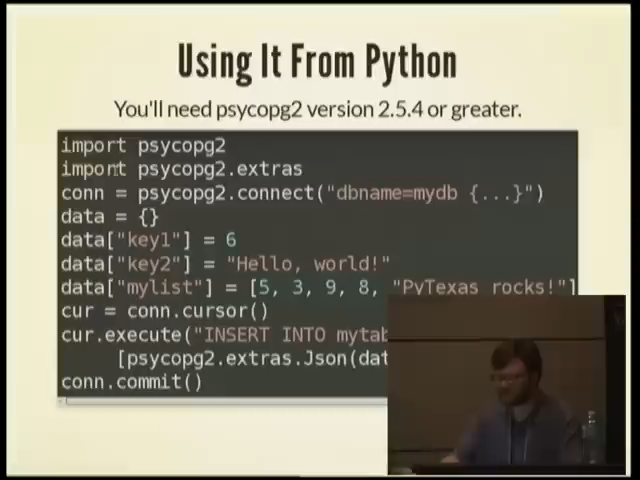 Using It From Python
You'll need psycopg2 version 2.5.4 or greater.
import psycopg2
import psycopg2.extras
conn = psycopg2.connect("dbname=mydb {...}")
data = {}
data["key1"] = 6
data["key2"] = "Hello, world!"
data["mylist"] = [5, 3, 9, 8, "PyTexas rocks!"]
cur = conn.cursor()
cur.execute("INSERT INTO mytab
[psycopg2.extras.Json(dat
conn.commit()